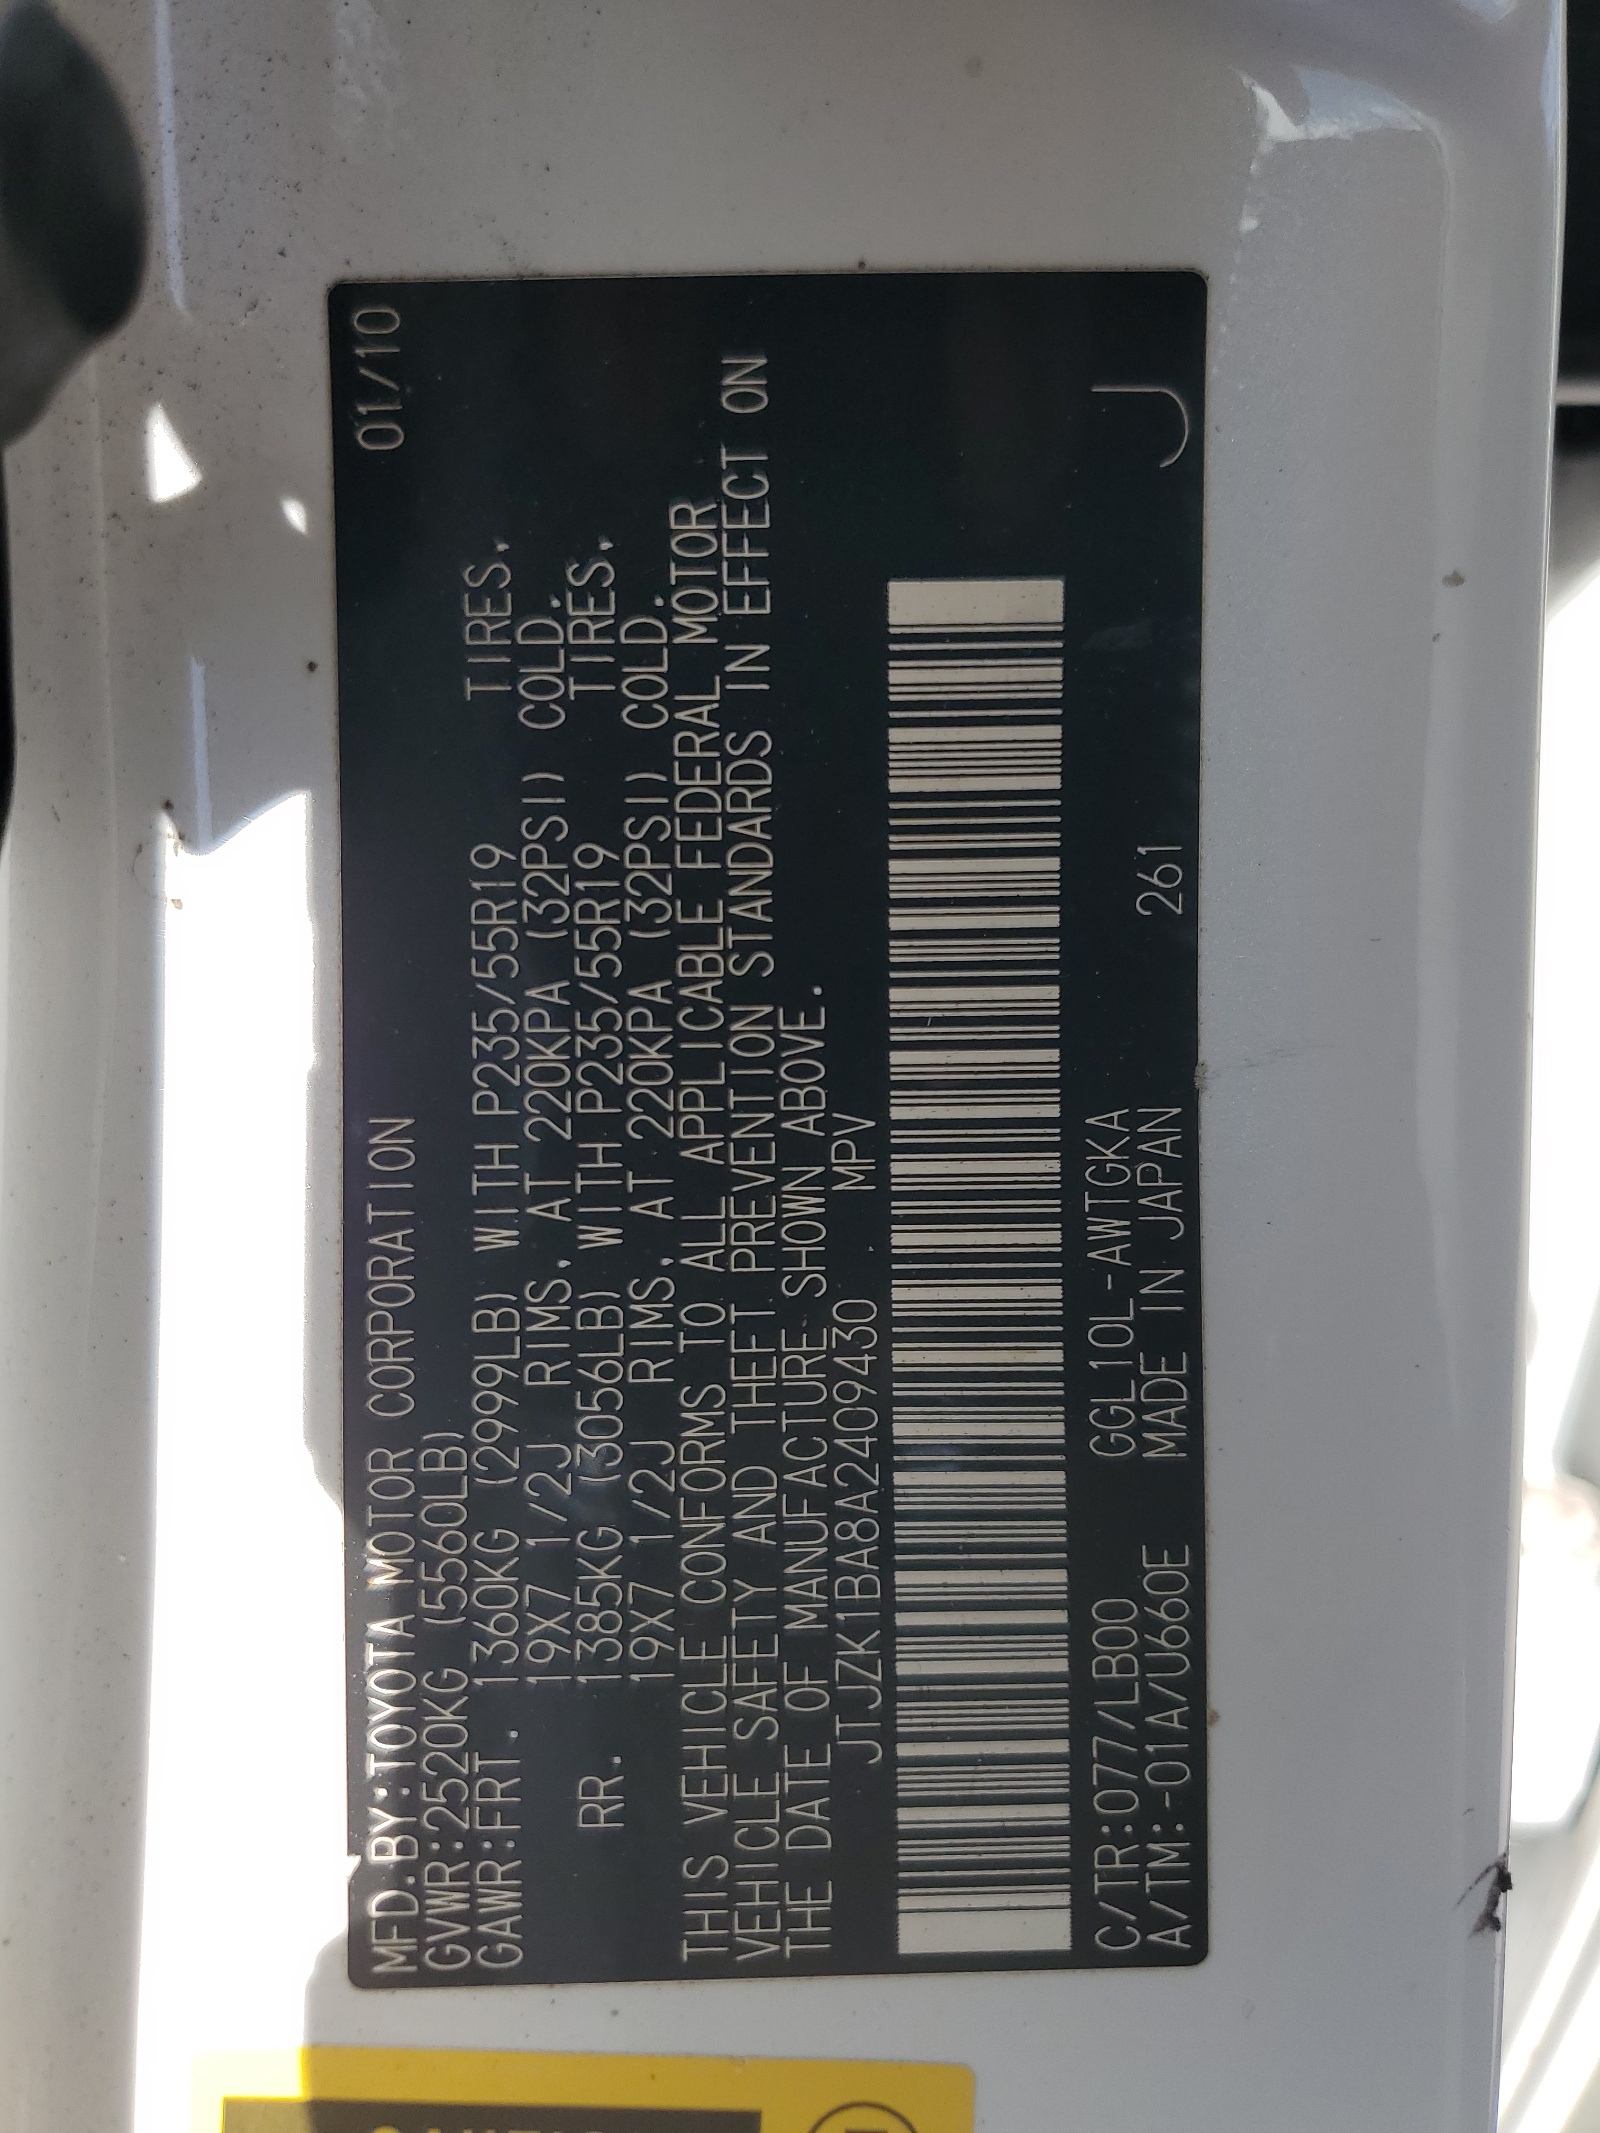 01/10
MFD.BY:TOYOTA MOTOR CORPORATION
GVWR:2520KG (5560LB)
GAWR:FRT. 1360KG (2999LB) WITH P235/55R19 TIRES,
19X7 1/2J RIMS, AT 220KPA (32PSI) COLD.
RR. 1385KG (3056LB) WITH P235/55R19 TIRES,
19X7 1/2J RIMS, AT 220KPA (32PSI) COLD.
THIS VEHICLE CONFORMS TO ALL APPLICABLE FEDERAL MOTOR
VEHICLE SAFETY AND THEFT PREVENTION STANDARDS IN EFFECT ON
THE DATE OF MANUFACTURE SHOWN ABOVE.
JTJZK1BA8A2409430 MPV
C/TR:077/LB00 GGL10L-AWTGKA
A/TM:-01A/U660E MADE IN JAPAN 261
J